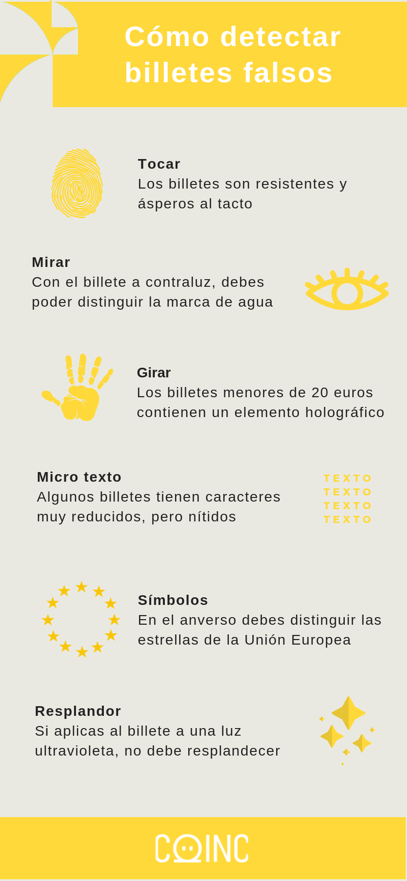 Cómo detectar
billetes falsos
Tocar
Los billetes son resistentes y
ásperos al tacto
Mirar
Con el billete a contraluz, debes
poder distinguir la marca de agua
Girar
Los billetes menores de 20 euros
contienen un elemento holográfico
Micro texto
Algunos billetes tienen caracteres
muy reducidos, pero nítidos
TEXTO
TEXTO
TEXTO
TEXTO
Símbolos
En el anverso debes distinguir las
estrellas de la Unión Europea
Resplandor
Si aplicas al billete a una luz
ultravioleta, no debe resplandecer
COINC